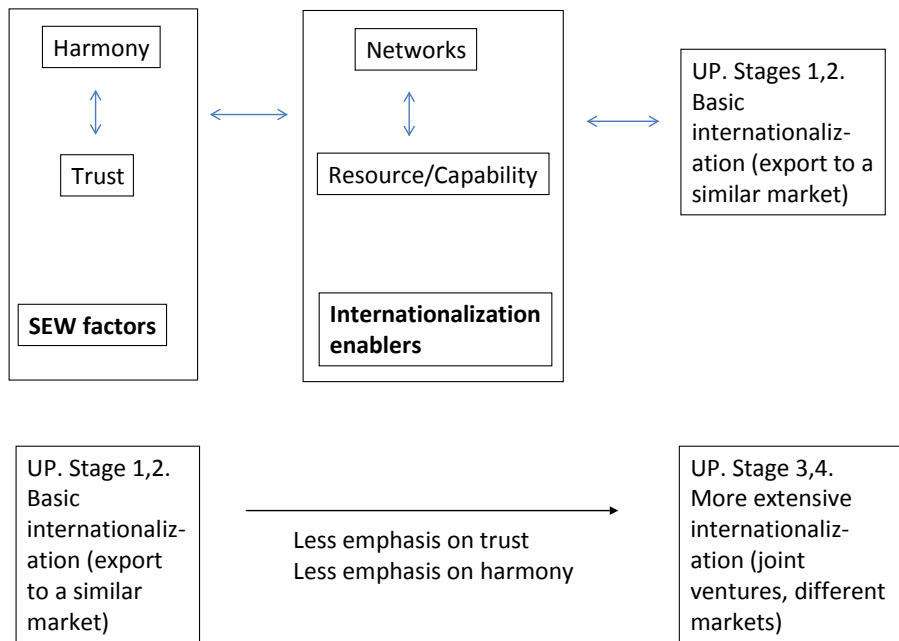 Harmony
Trust
SEW factors
Networks
Resource/Capability
Internationalization
enablers
UP. Stages 1,2.
Basic
internationaliz-
ation (export to a
similar market)
UP. Stage 1,2.
Basic
internationaliz-
ation (export
to a similar
market)
Less emphasis on trust
Less emphasis on harmony
UP. Stage 3,4.
More extensive
internationaliz-
ation (joint
ventures, different
markets)